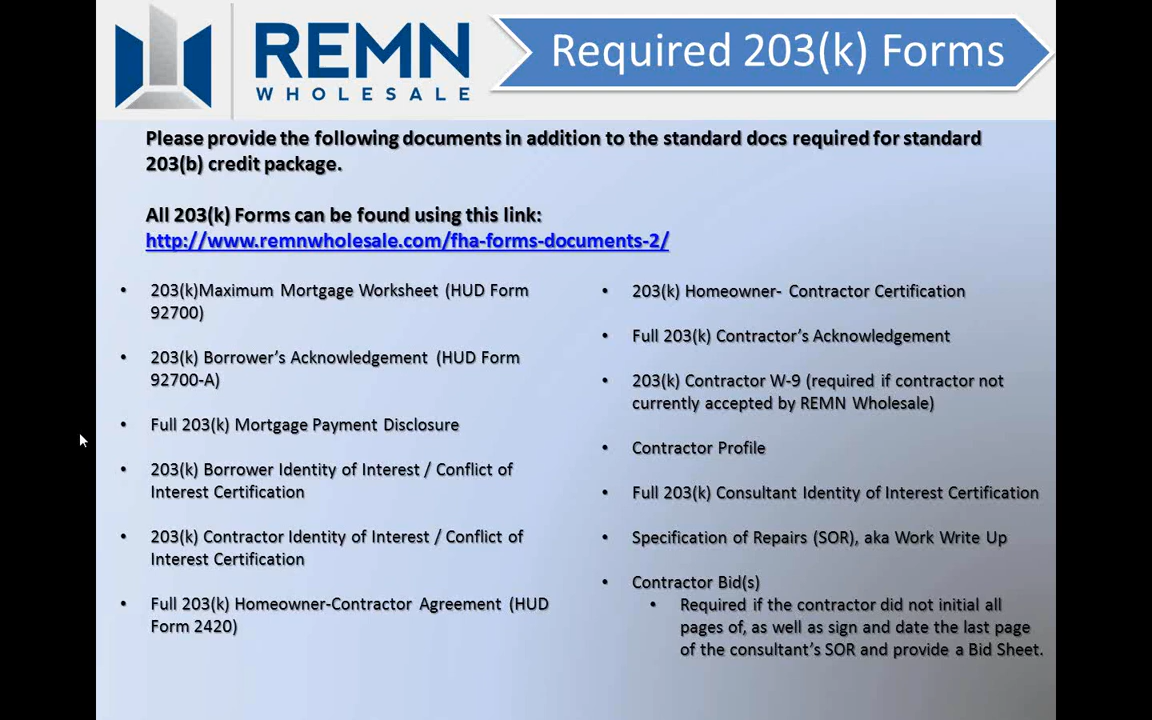 REMN
WHOLESALE
Required 203(k) Forms
Please provide the following documents in addition to the standard docs required for standard
203(b) credit package.
All 203(k) Forms can be found using this link:
http://www.remnwholesale.com/fha-forms-documents-2/
• 203(k)Maximum Mortgage Worksheet (HUD Form
92700)
• 203(k) Borrower's Acknowledgement (HUD Form
92700-A)
• Full 203(k) Mortgage Payment Disclosure
• 203(k) Borrower Identity of Interest / Conflict of
Interest Certification
• 203(k) Contractor Identity of Interest / Conflict of
Interest Certification
• Full 203(k) Homeowner-Contractor Agreement (HUD
Form 2420)
• 203(k) Homeowner- Contractor Certification
• Full 203(k) Contractor's Acknowledgement
• 203(k) Contractor W-9 (required if contractor not
currently accepted by REMN Wholesale)
• Contractor Profile
• Full 203(k) Consultant Identity of Interest Certification
• Specification of Repairs (SOR), aka Work Write Up
• Contractor Bid(s)
• Required if the contractor did not initial all
pages of, as well as sign and date the last page
of the consultant's SOR and provide a Bid Sheet.